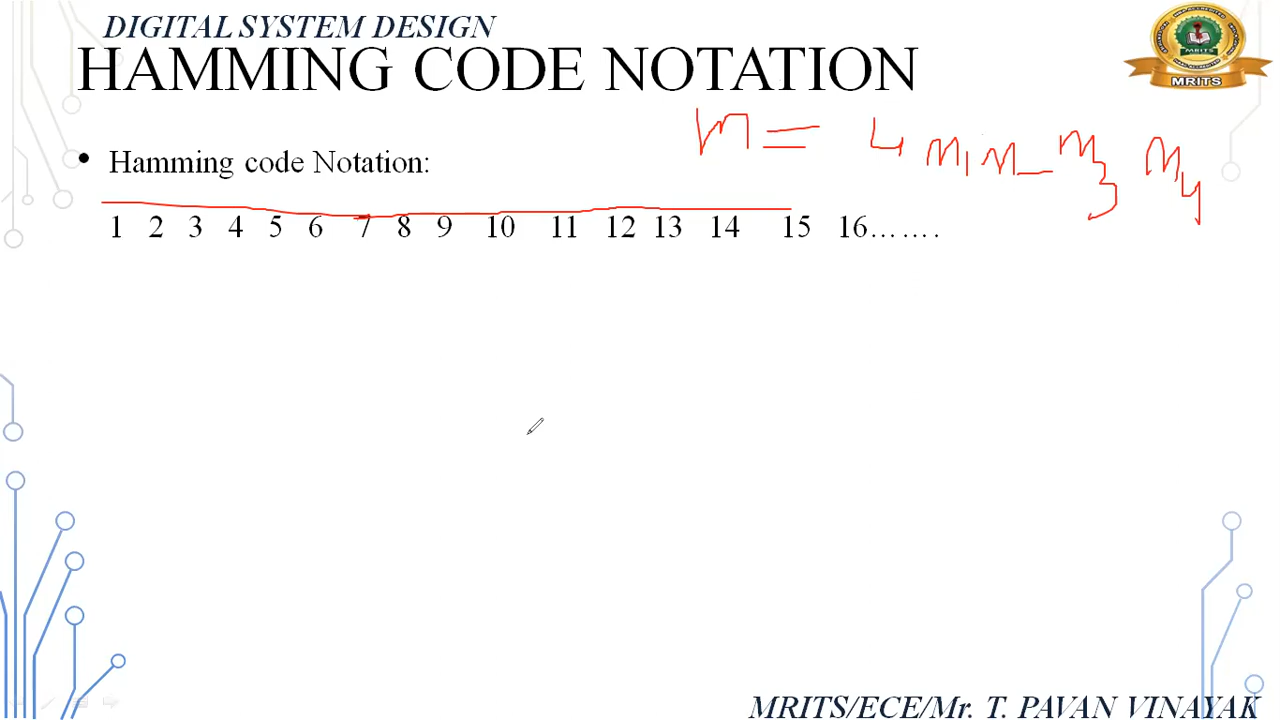 DIGITAL SYSTEM DESIGN
HAMMING CODE NOTATION
MRITS
m = 4 m1 m2 m3 m4
• Hamming code Notation:
1 2 3 4 5 6 7 8 9 10 11 12 13 14 15 16…….
MRITS/ECE/Mr. T. PAVAN VINAYAK